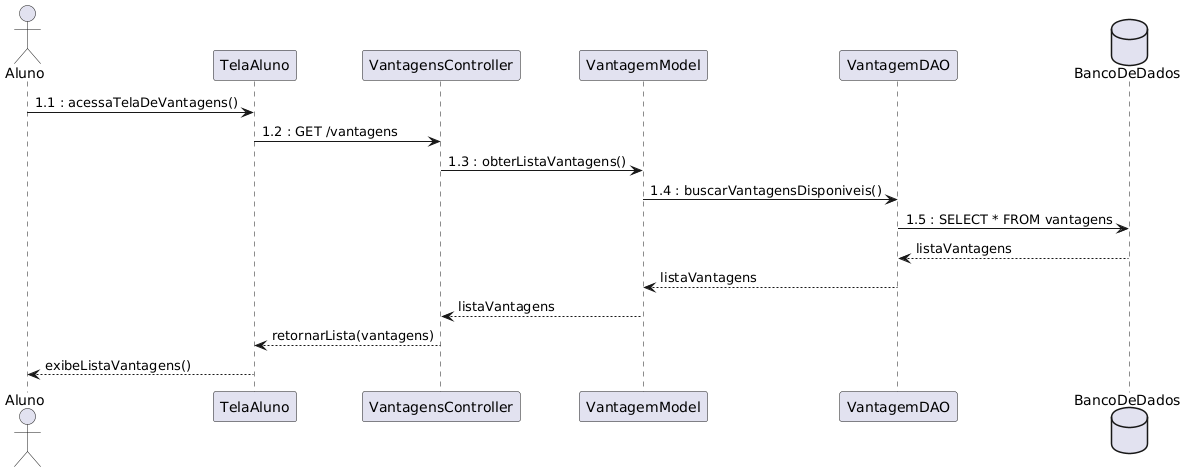 Aluno
TelaAluno
VantagensController
VantagemModel
VantagemDAO
BancoDeDados
1.1 : acessaTelaDeVantagens()
1.2 : GET /vantagens
1.3 : obterListaVantagens()
1.4 : buscarVantagensDisponiveis()
1.5 : SELECT * FROM vantagens
listaVantagens
listaVantagens
listaVantagens
retornarLista(vantagens)
exibeListaVantagens()
Aluno
TelaAluno
VantagensController
VantagemModel
VantagemDAO
BancoDeDados